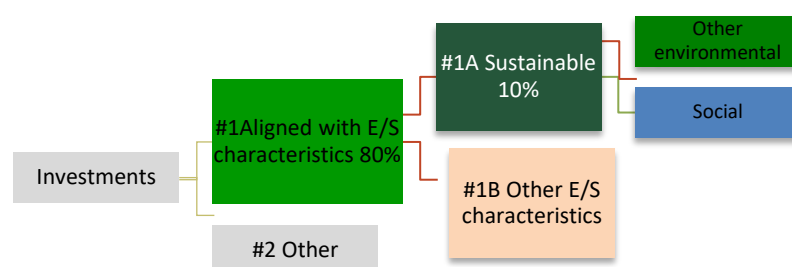 Other
environmental
#1A Sustainable
10%
Social
#1Aligned with E/S
characteristics 80%
Investments
#1B Other E/S
characteristics
#2 Other